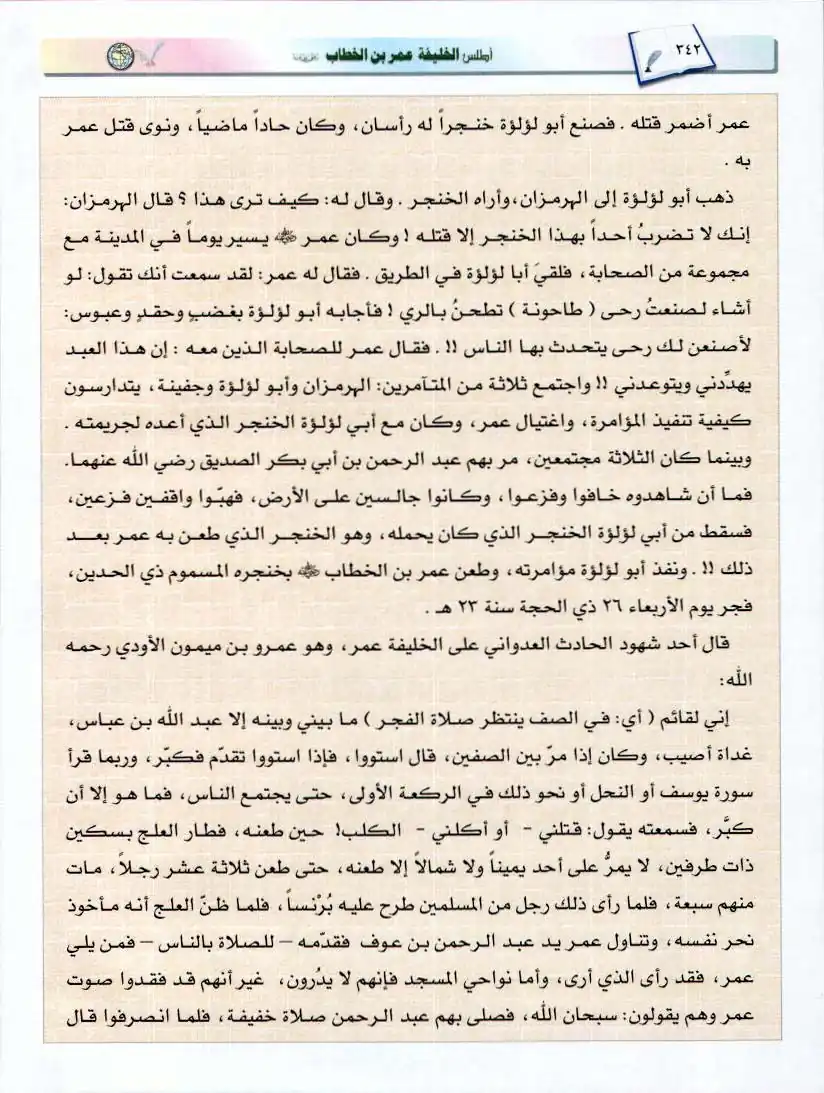 ٣٤٢
أطلس الخليفة عمر بن الخطاب
عمر أضمر قتله . فصنع أبو لؤلؤة خنجراً له رأسان ، وكان حاداً ماضياً ، ونوى قتل عمر
به .
ذهب أبو لؤلؤة إلى الهرمزان ، وأراه الخنجر . وقال له : كيف ترى هذا ؟ قال الهرمزان :
إنك لا تضربُ أحداً بهذا الخنجر إلا قتله ! وكان عمر ﷺ يسير يوماً في المدينة مع
مجموعة من الصحابة ، فلقيَ أبا لؤلؤة في الطريق . فقال له عمر : لقد سمعت أنك تقول : لو
أشاء لصنعتُ رحى ( طاحونة ) تطحنُ بالري ! فأجابه أبو لؤلؤة بغضبٍ وحقدٍ وعبوس :
لأصنعن لك رحى يتحدث بها الناس !! . فقال عمر للصحابة الذين معه : إن هذا العبد
يهدِّدني ويتوعدني !! واجتمع ثلاثة من المتآمرين : الهرمزان وأبو لؤلؤة وجفينة ، يتدارسون
كيفية تنفيذ المؤامرة ، واغتيال عمر ، وكان مع أبي لؤلؤة الخنجر الذي أعده لجريمته .
وبينما كان الثلاثة مجتمعين ، مر بهم عبد الرحمن بن أبي بكر الصديق رضي الله عنهما .
فما أن شاهدوه خافوا وفزعوا ، وكانوا جالسين على الأرض ، فهبّوا واقفين فزعين ،
فسقط من أبي لؤلؤة الخنجر الذي كان يحمله ، وهو الخنجر الذي طعن به عمر بعد
ذلك !! . ونفذ أبو لؤلؤة مؤامرته ، وطعن عمر بن الخطاب بخنجره المسموم ذي الحدين ،
فجر يوم الأربعاء ٢٦ ذي الحجة سنة ٢٣ هـ .
قال أحد شهود الحادث العدواني على الخليفة عمر ، وهو عمرو بن ميمون الأودي رحمه
الله :
إني لقائم ( أي : في الصف ينتظر صلاة الفجر ) ما بيني وبينه إلا عبد الله بن عباس ،
غداة أصيب ، وكان إذا مرّ بين الصفين ، قال استووا ، فإذا استووا تقدّم فكبّر ، وربما قرأ
سورة يوسف أو النحل أو نحو ذلك في الركعة الأولى ، حتى يجتمع الناس ، فما هو إلا أن
كبَّر ، فسمعته يقول : قتلني - أو أكلني - الكلب ! حين طعنه ، فطار العلج بسكين
ذات طرفين ، لا يمرُّ على أحد يميناً ولا شمالاً إلا طعنه ، حتى طعن ثلاثة عشر رجلاً ، مات
منهم سبعة ، فلما رأى ذلك رجل من المسلمين طرح عليه بُرْنساً ، فلما ظنّ العلج أنه مأخوذ
نحر نفسه ، وتناول عمر يد عبد الرحمن بن عوف فقدّمه – للصلاة بالناس – فمن يلي
عمر ، فقد رأى الذي أرى ، وأما نواحي المسجد فإنهم لا يدْرون ، غير أنهم قد فقدوا صوت
عمر وهم يقولون : سبحان الله ، فصلى بهم عبد الرحمن صلاة خفيفة ، فلما انصرفوا قال